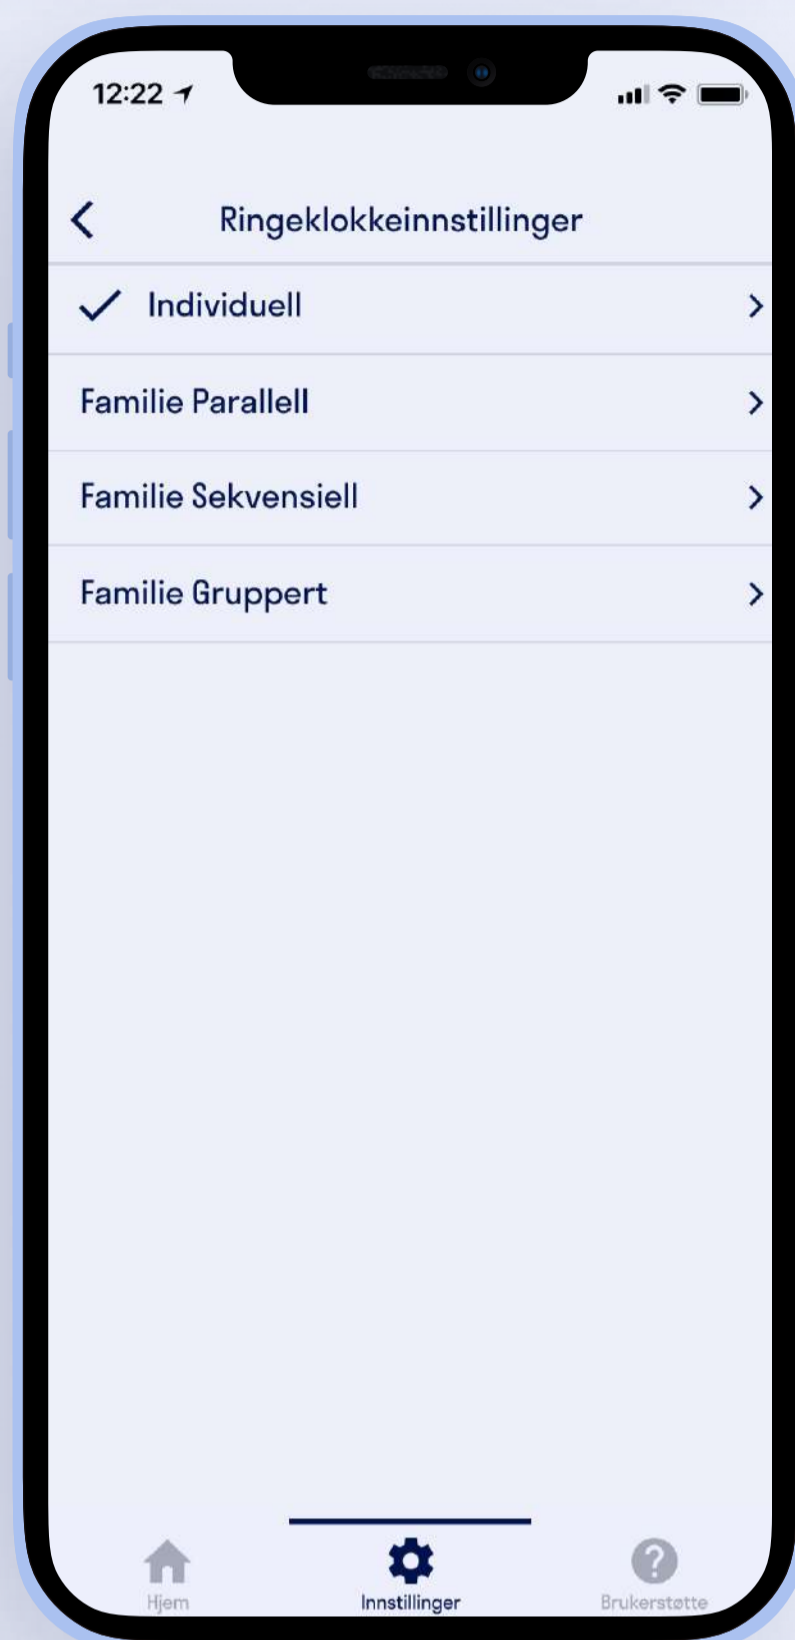 12:22
Ringeklokkeinnstillinger
Individuell
Familie Parallell
Familie Sekvensiell
Familie Gruppert
Hjem
Innstillinger
Brukerstøtte